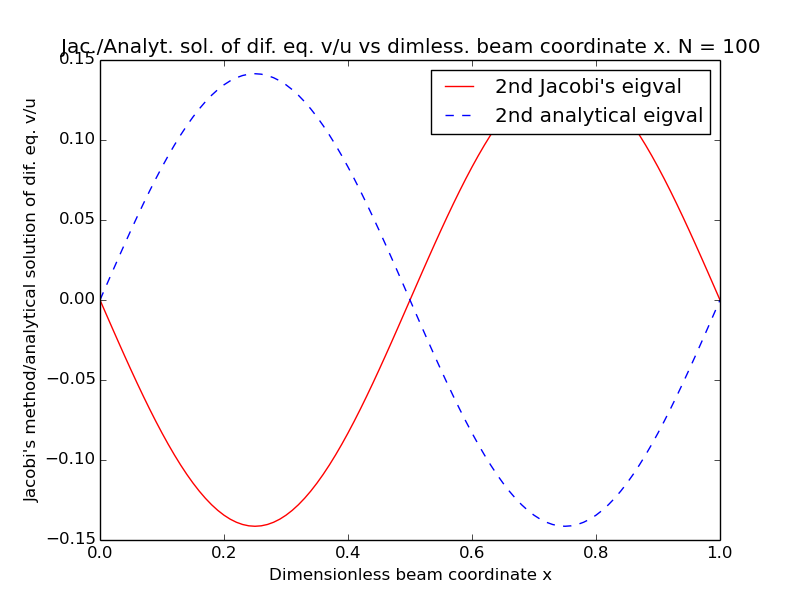 Jac./Analyt. sol. of dif. eq. v/u vs dimless. beam coordinate x. N = 100
2nd Jacobi's eigval
2nd analytical eigval
Jacobi's method/analytical solution of dif. eq. v/u
0.15
0.10
0.05
0.00
−0.05
−0.10
−0.15
0.0 0.2 0.4 0.6 0.8 1.0
Dimensionless beam coordinate x